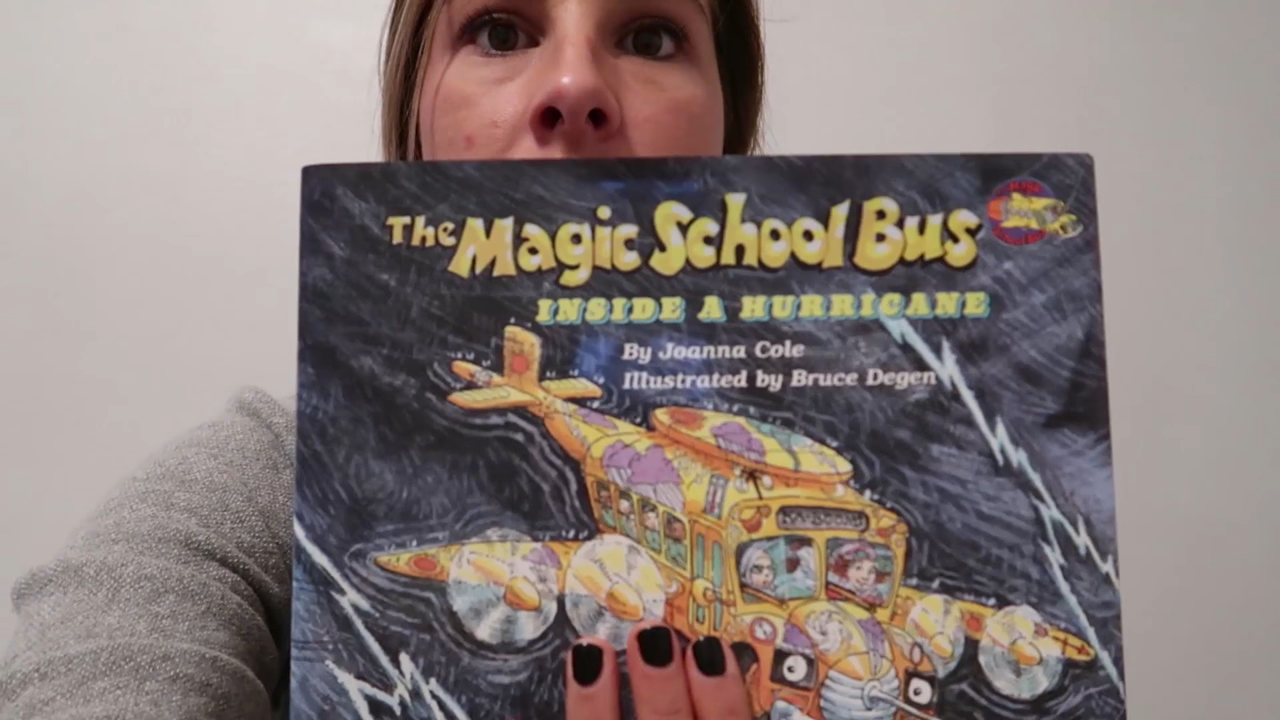 The Magic School Bus
INSIDE A HURRICANE
By Joanna Cole
Illustrated by Bruce Degen